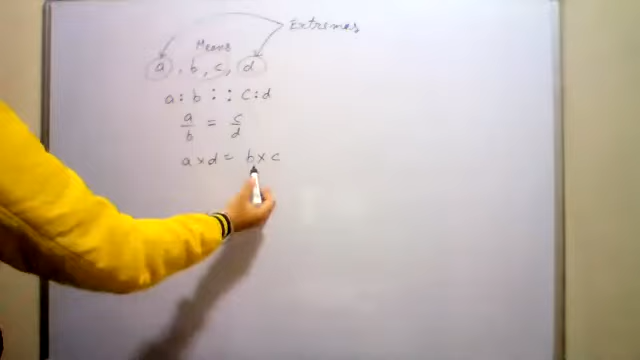 Extremes
Means
a, b, c, d
a : b : : c : d
a/b = c/d
a x d = b x c